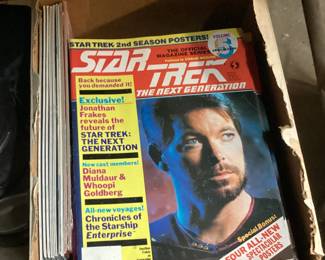 STAR TREK 2nd SEASON POSTERS!
VOLUME
THE OFFICIAL
MAGAZINE SERIES
STAR
TREK
THE NEXT GENERATION
Back because
you demanded it!
Exclusive!
Jonathan
Frakes
reveals the
future of
STAR TREK:
THE NEXT
GENERATION
New cast members!
Diana
Muldaur &
Whoopi
Goldberg
All-new voyages!
Chronicles of
the Starship
Enterprise
Special Bonus!
FOUR ALL-NEW
SPECTACULAR
POSTERS